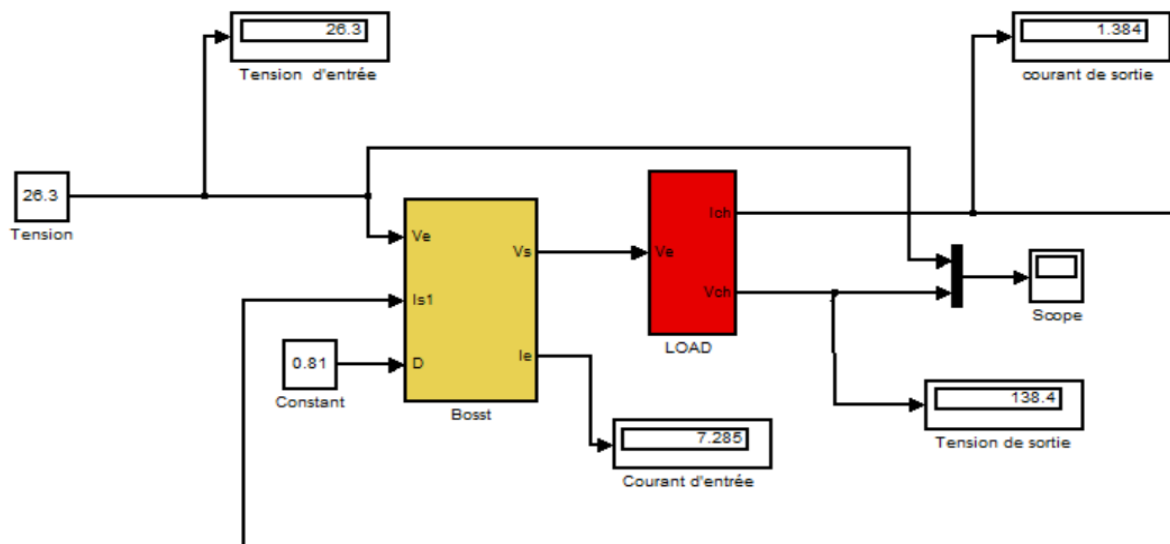 26.3
Tension d'entrée
1.384
courant de sortie
26.3
Tension
Ve
Is1
D
Vs
Ie
Bosst
0.81
Constant
Ve
Ich
Vch
LOAD
Scope
7.285
Courant d'entrée
138.4
Tension de sortie